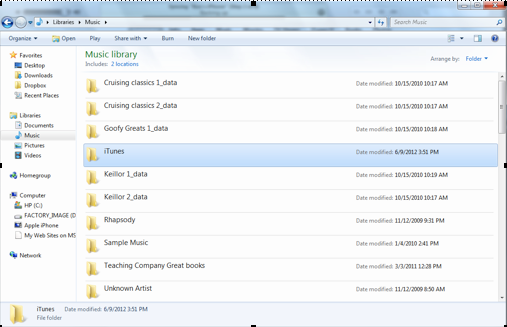 Libraries ▸ Music ▸
Search Music
Organize ▾ Open Play Share with ▾ Burn New folder
Favorites
Desktop
Downloads
Dropbox
Recent Places
Libraries
Documents
Music
Pictures
Videos
Homegroup
Computer
HP (C:)
FACTORY_IMAGE (D
Apple iPhone
My Web Sites on MS
Network
Music library
Includes: 2 locations
Arrange by: Folder ▾
Cruising classics 1_data Date modified: 10/15/2010 10:17 AM
Cruising classics 2_data Date modified: 10/15/2010 10:17 AM
Goofy Greats 1_data Date modified: 10/15/2010 10:18 AM
iTunes Date modified: 6/9/2012 3:51 PM
Keillor 1_data Date modified: 10/15/2010 10:19 AM
Keillor 2_data Date modified: 10/15/2010 10:17 AM
Rhapsody Date modified: 11/12/2009 9:31 PM
Sample Music Date modified: 1/4/2010 2:41 PM
Teaching Company Great books Date modified: 3/3/2011 12:28 PM
Unknown Artist Date modified: 11/12/2009 8:50 AM
iTunes Date modified: 6/9/2012 3:51 PM
File folder